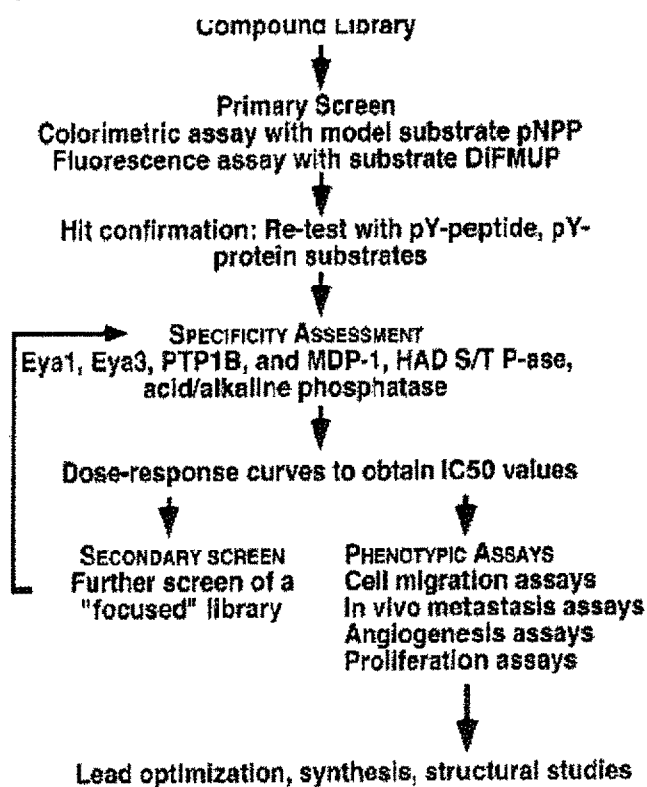 Compound Library
Primary Screen
Colorimetric assay with model substrate pNPP
Fluorescence assay with substrate DiFMUP
Hit confirmation: Re-test with pY-peptide, pY-
protein substrates
SPECIFICITY ASSESSMENT
Eya1, Eya3, PTP1B, and MDP-1, HAD S/T P-ase,
acid/alkaline phosphatase
Dose-response curves to obtain IC50 values
SECONDARY SCREEN
Further screen of a
"focused" library
PHENOTYPIC ASSAYS
Cell migration assays
In vivo metastasis assays
Angiogenesis assays
Proliferation assays
Lead optimization, synthesis, structural studies